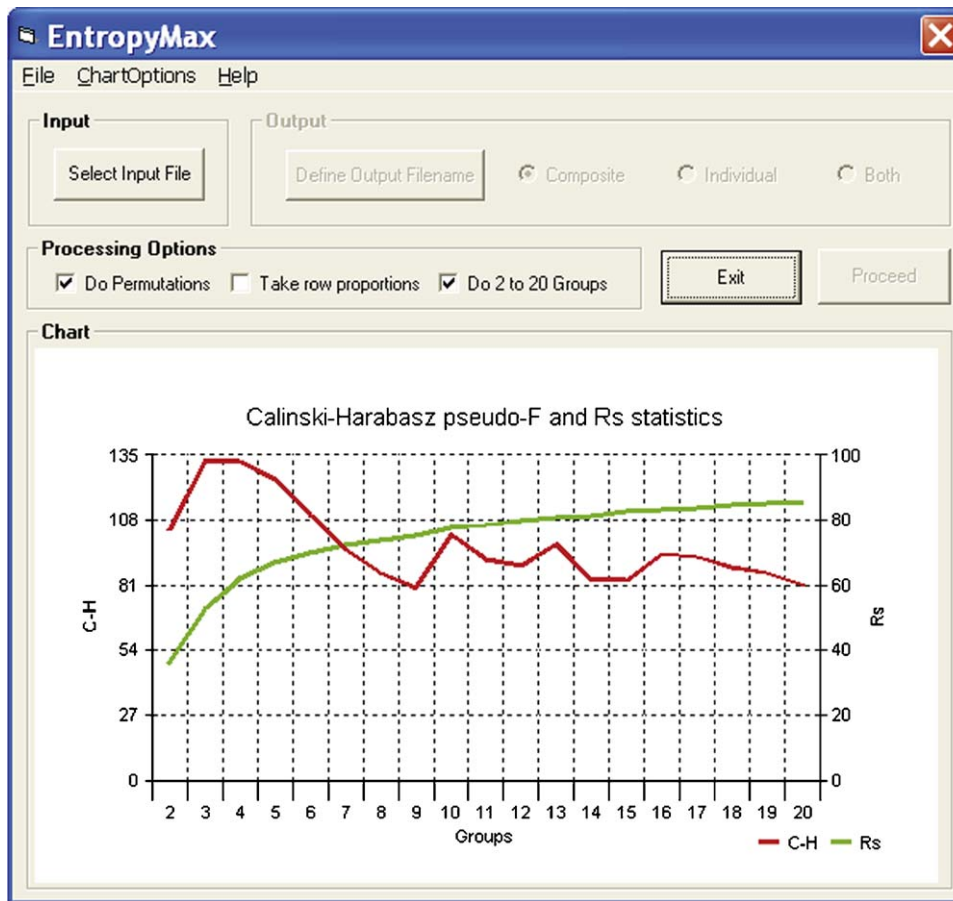 EntropyMax
File ChartOptions Help
Input
Select Input File
Output
Define Output Filename
Composite
Individual
Both
Processing Options
Do Permutations
Take row proportions
Do 2 to 20 Groups
Exit
Proceed
Chart
Calinski-Harabasz pseudo-F and Rs statistics
135
108
81
54
27
0
C-H
100
80
60
40
20
0
Rs
2 3 4 5 6 7 8 9 10 11 12 13 14 15 16 17 18 19 20
Groups
C-H Rs